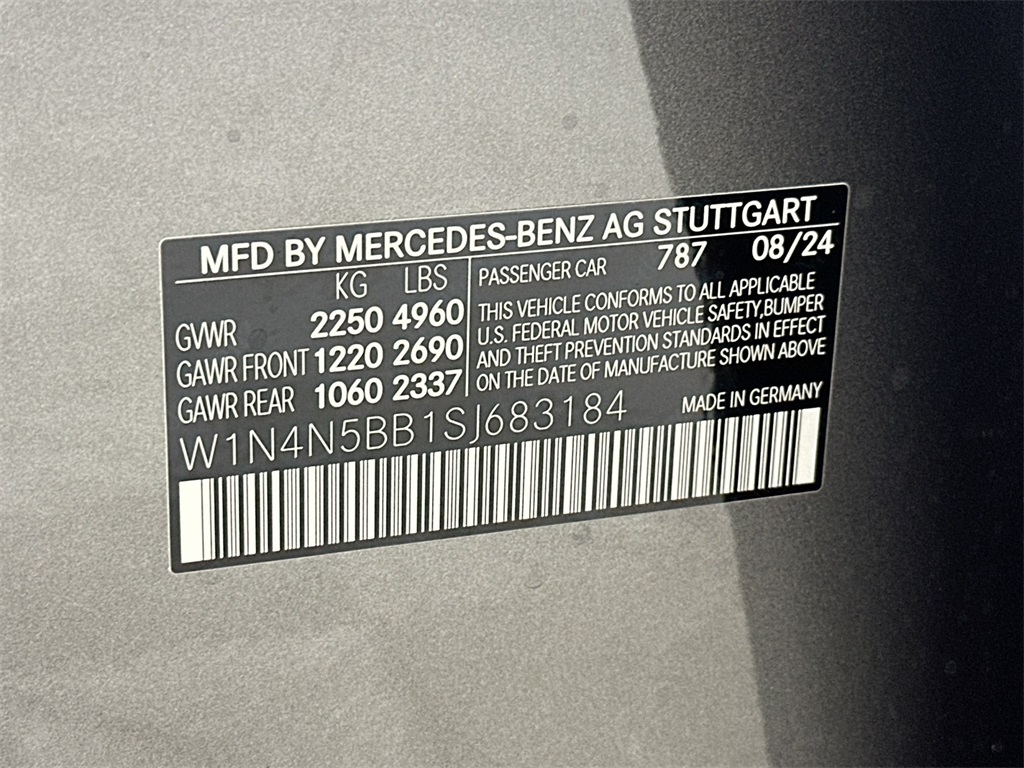 MFD BY MERCEDES-BENZ AG STUTTGART
KG LBS
GVWR 2250 4960
GAWR FRONT 1220 2690
GAWR REAR 1060 2337
PASSENGER CAR 787 08/24
THIS VEHICLE CONFORMS TO ALL APPLICABLE
U.S. FEDERAL MOTOR VEHICLE SAFETY,BUMPER
AND THEFT PREVENTION STANDARDS IN EFFECT
ON THE DATE OF MANUFACTURE SHOWN ABOVE
W1N4N5BB1SJ683184
MADE IN GERMANY